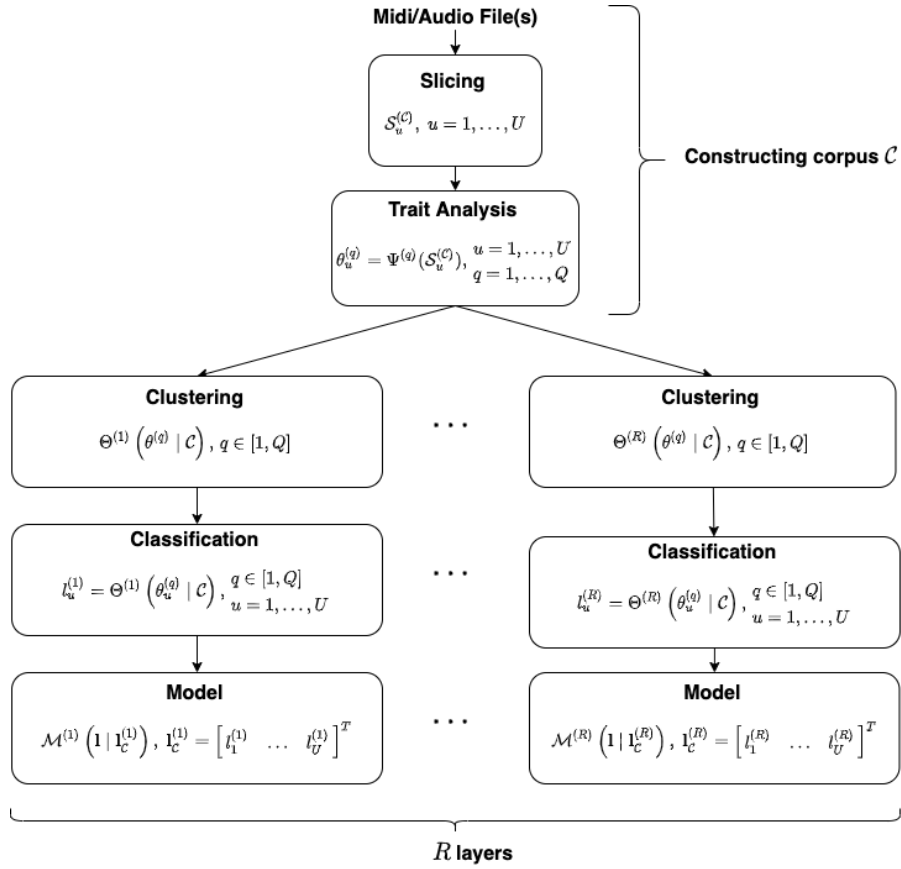 Midi/Audio File(s)
Slicing
𝒮_u^{(𝒞)}, u = 1, . . . , U
Constructing corpus 𝒞
Trait Analysis
θ_u^{(q)} = Ψ^{(q)}(𝒮_u^{(𝒞)}), u = 1, . . . , U
q = 1, . . . , Q
Clustering
Θ^{(1)} (θ^{(q)} | 𝒞), q ∈ [1, Q]
. . .
Clustering
Θ^{(R)} (θ^{(q)} | 𝒞), q ∈ [1, Q]
Classification
l_u^{(1)} = Θ^{(1)} (θ_u^{(q)} | 𝒞), q ∈ [1, Q]
u = 1, . . . , U
. . .
Classification
l_u^{(R)} = Θ^{(R)} (θ_u^{(q)} | 𝒞), q ∈ [1, Q]
u = 1, . . . , U
Model
ℳ^{(1)} (𝐥 | 𝐥_𝒞^{(1)}), 𝐥_𝒞^{(1)} = [l_1^{(1)} . . . l_U^{(1)}]^T
. . .
Model
ℳ^{(R)} (𝐥 | 𝐥_𝒞^{(R)}), 𝐥_𝒞^{(R)} = [l_1^{(R)} . . . l_U^{(R)}]^T
R layers